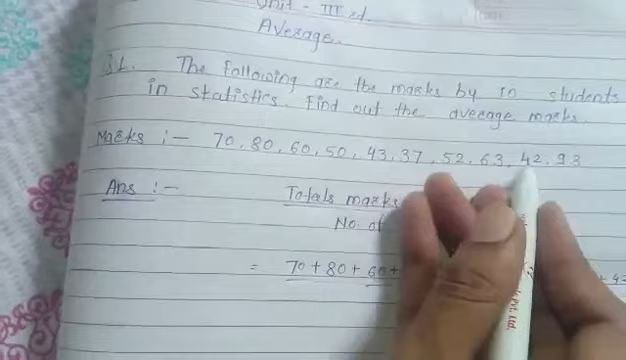 Unit - III rd.
Average.
Q1. The following are the marks by 10 students
in statistics. Find out the average marks.
Marks :- 70, 80, 60, 50, 43, 37, 52, 63, 42, 93
Ans :- Totals marks
No. of
= 70 + 80 + 60 +
Pvt. Ltd.